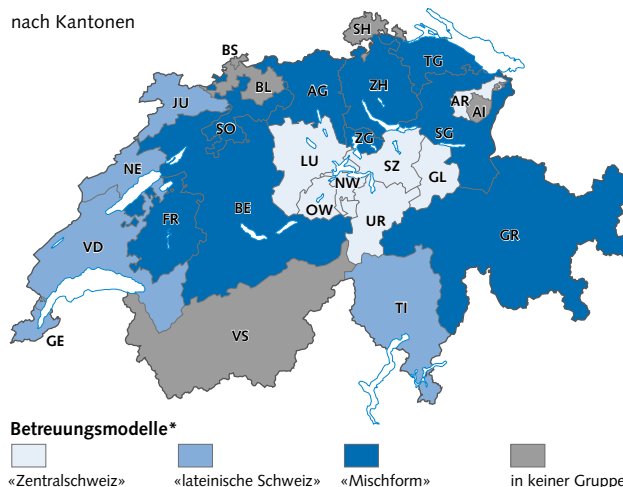 nach Kantonen
SH
BS
TG
BL
AG
ZH
JU
AR
AI
SO
ZG
SG
LU
SZ
NE
NW
GL
OW
BE
FR
UR
GR
VD
TI
VS
GE
Betreuungsmodelle*
«Zentralschweiz»
«lateinische Schweiz»
«Mischform»
in keiner Gruppe